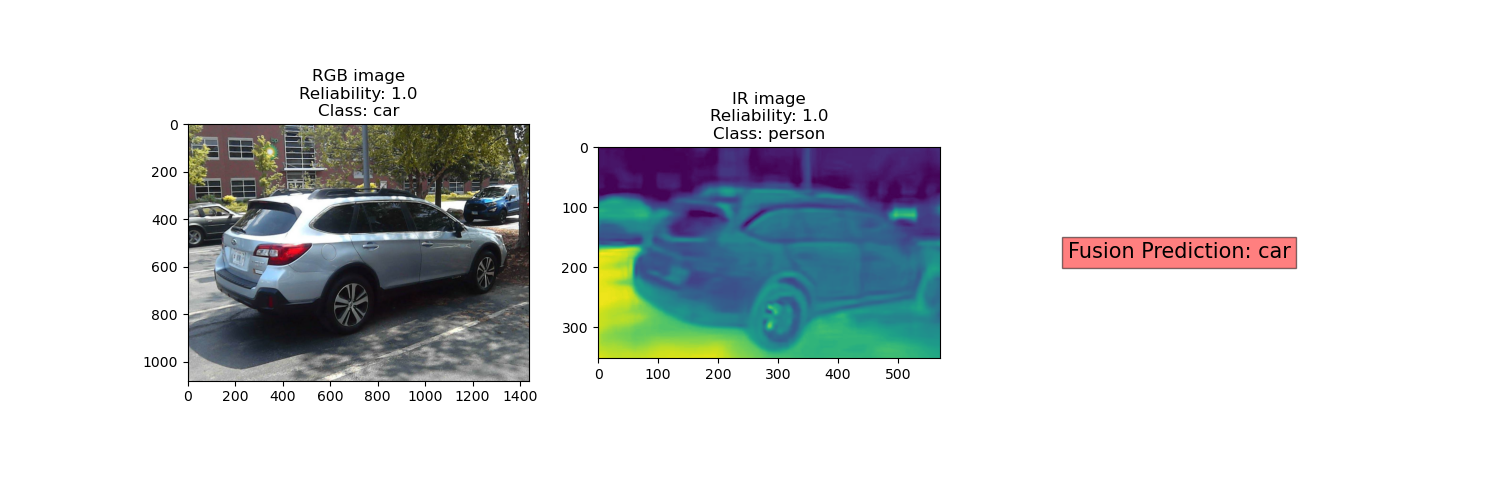 RGB image
Reliability: 1.0
Class: car
0
200
400
600
800
1000
0 200 400 600 800 1000 1200 1400
IR image
Reliability: 1.0
Class: person
0
100
200
300
0 100 200 300 400 500
Fusion Prediction: car